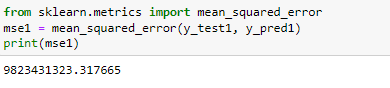 from sklearn.metrics import mean_squared_error
mse1 = mean_squared_error(y_test1, y_pred1)
print(mse1)
9823431323.317665